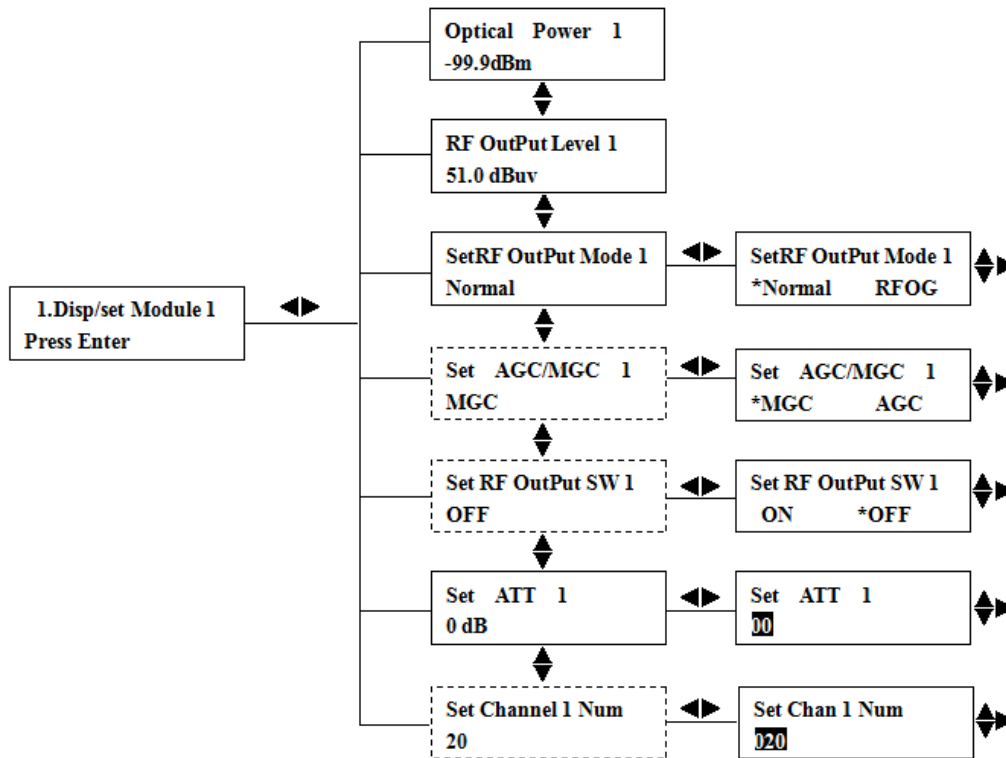 Optical Power 1
-99.9dBm
RF OutPut Level 1
51.0 dBuv
SetRF OutPut Mode 1
Normal
SetRF OutPut Mode 1
*Normal RFOG
1.Disp/set Module 1
Press Enter
Set AGC/MGC 1
MGC
Set AGC/MGC 1
*MGC AGC
Set RF OutPut SW 1
OFF
Set RF OutPut SW 1
ON *OFF
Set ATT 1
0 dB
Set ATT 1
00
Set Channel 1 Num
20
Set Chan 1 Num
020